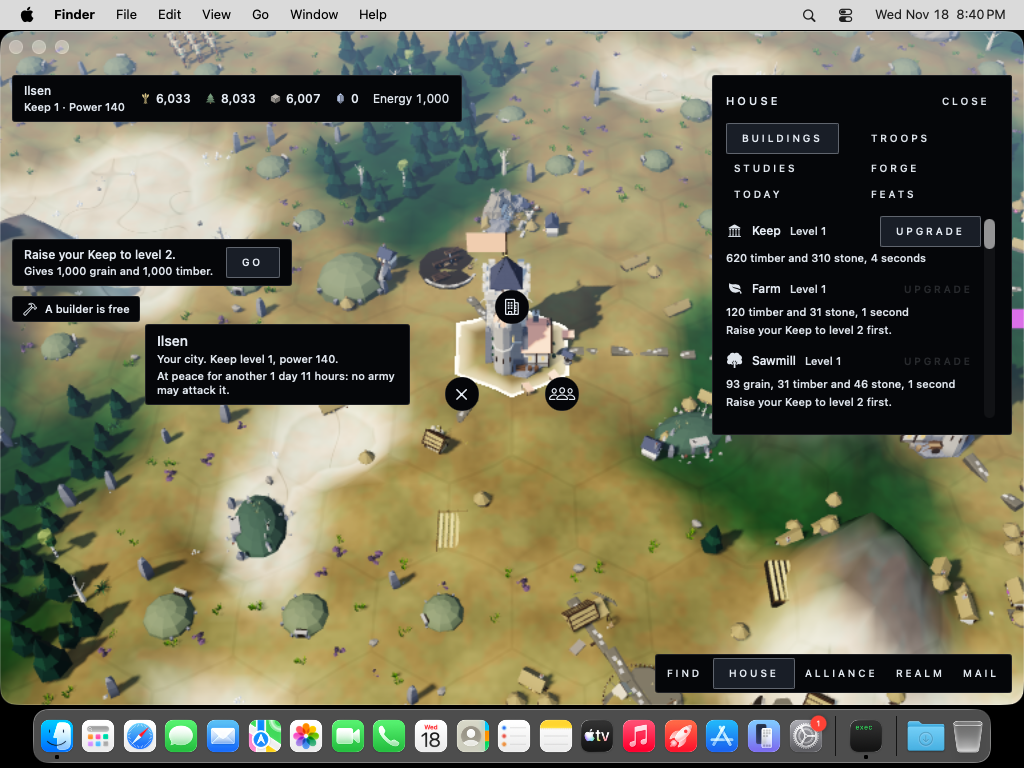 Finder File Edit View Go Window Help Wed Nov 18 8:40 PM
Ilsen
Keep 1 · Power 140
6,033 8,033 6,007 0 Energy 1,000
Raise your Keep to level 2.
Gives 1,000 grain and 1,000 timber.
GO
A builder is free
Ilsen
Your city. Keep level 1, power 140.
At peace for another 1 day 11 hours: no army
may attack it.
HOUSE CLOSE
BUILDINGS TROOPS
STUDIES FORGE
TODAY FEATS
Keep Level 1 UPGRADE
620 timber and 310 stone, 4 seconds
Farm Level 1 UPGRADE
120 timber and 31 stone, 1 second
Raise your Keep to level 2 first.
Sawmill Level 1 UPGRADE
93 grain, 31 timber and 46 stone, 1 second
Raise your Keep to level 2 first.
FIND HOUSE ALLIANCE REALM MAIL
Wed
18
tv
1
exec